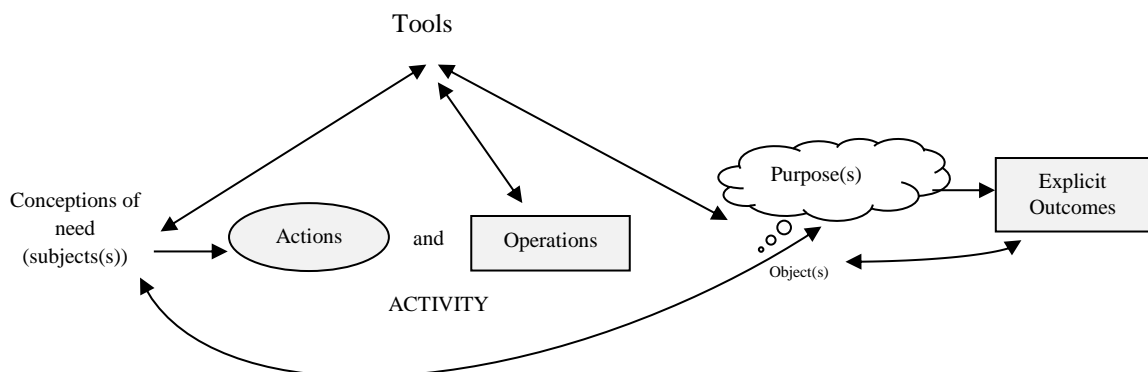 Tools
Purpose(s)
Explicit
Outcomes
Conceptions of
need
(subjects(s))
Actions
and
Operations
Object(s)
ACTIVITY